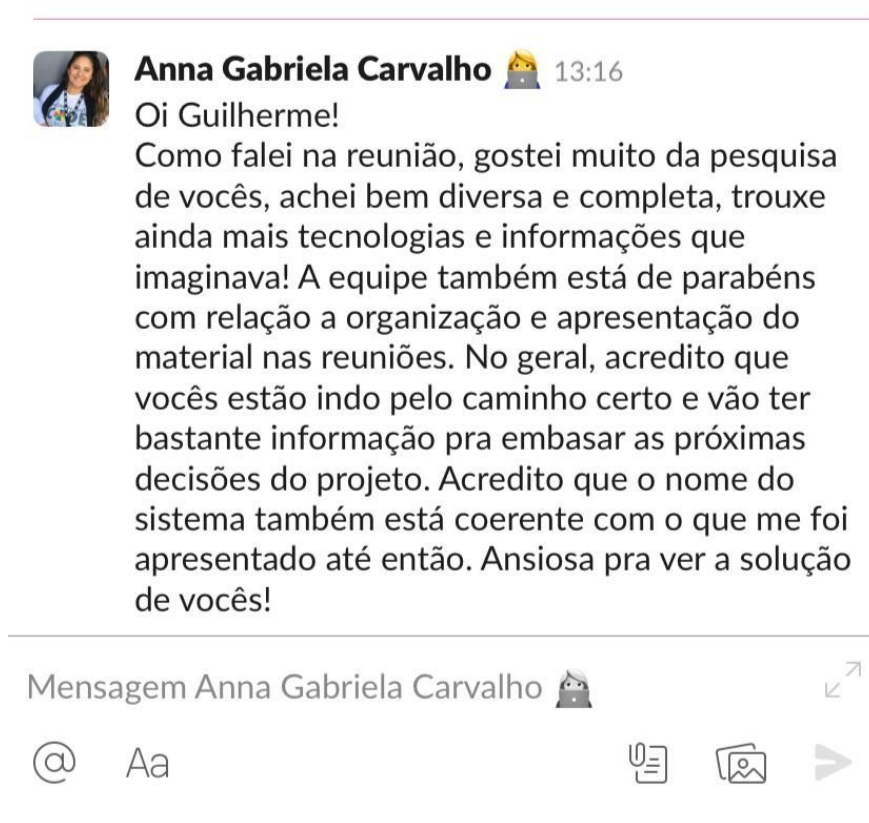 Anna Gabriela Carvalho 13:16
Oi Guilherme!
Como falei na reunião, gostei muito da pesquisa
de vocês, achei bem diversa e completa, trouxe
ainda mais tecnologias e informações que
imaginava! A equipe também está de parabéns
com relação a organização e apresentação do
material nas reuniões. No geral, acredito que
vocês estão indo pelo caminho certo e vão ter
bastante informação pra embasar as próximas
decisões do projeto. Acredito que o nome do
sistema também está coerente com o que me foi
apresentado até então. Ansiosa pra ver a solução
de vocês!
Mensagem Anna Gabriela Carvalho
@ Aa